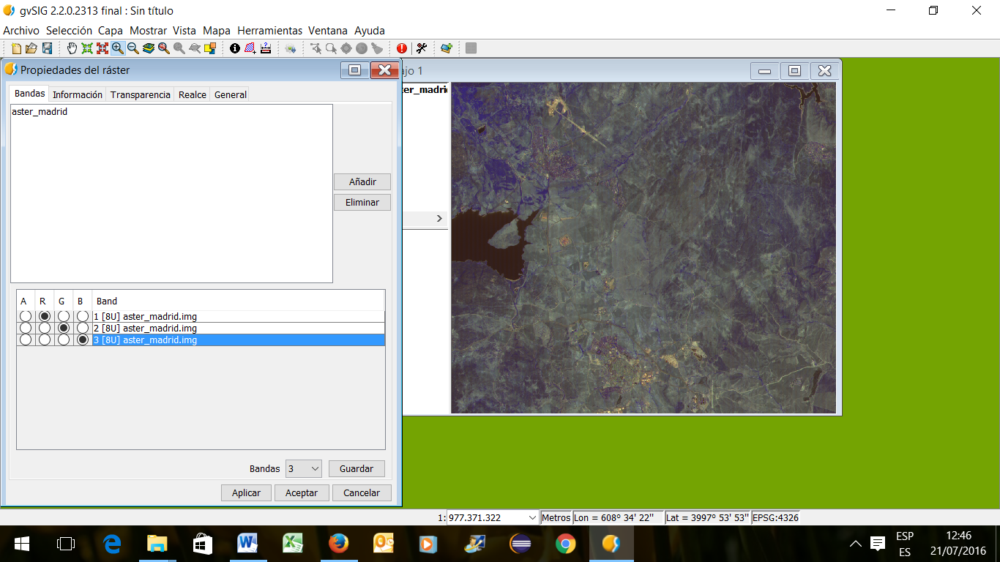 gvSIG 2.2.0.2313 final : Sin título
Archivo Selección Capa Mostrar Vista Mapa Herramientas Ventana Ayuda
Propiedades del ráster
ajo 1
Bandas Información Transparencia Realce General
ter_madrid
aster_madrid
Añadir
Eliminar
A R G B Band
1 [8U] aster_madrid.img
2 [8U] aster_madrid.img
3 [8U] aster_madrid.img
Bandas 3 Guardar
Aplicar Aceptar Cancelar
1: 977.371.322 Metros Lon = 608° 34' 22" Lat = 3997° 53' 53" EPSG:4326
ESP
ES
12:46
21/07/2016